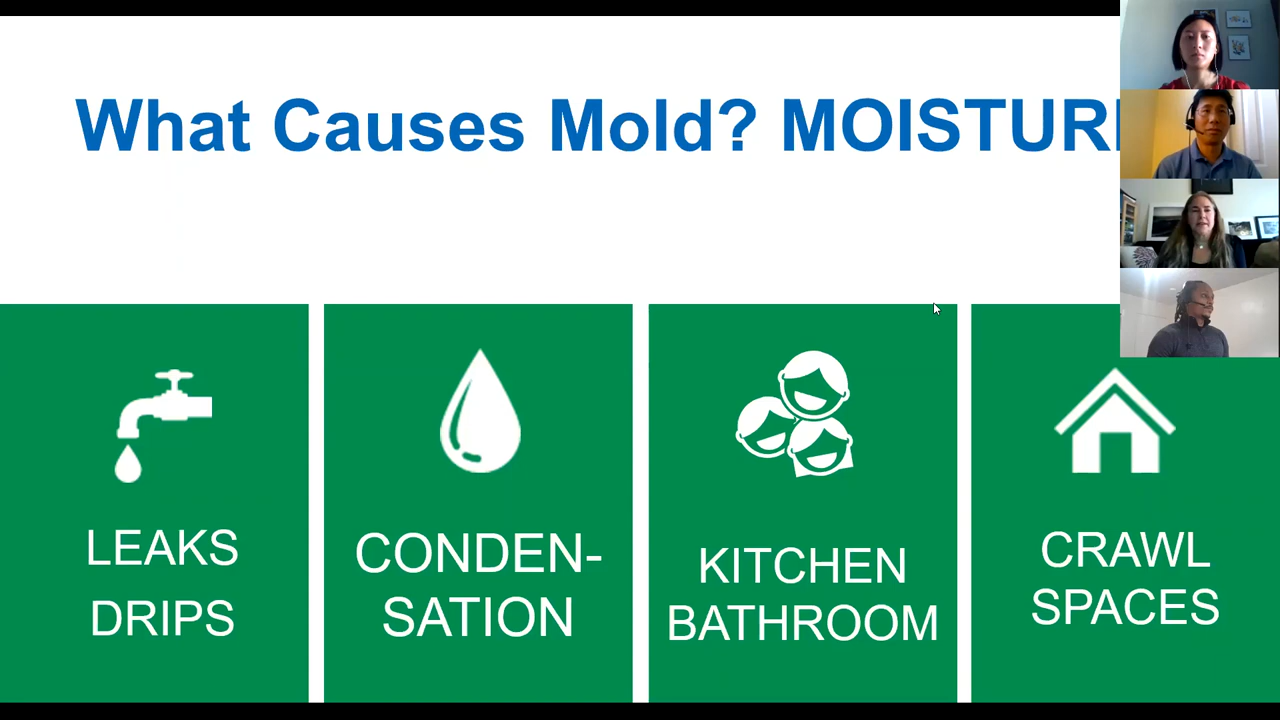 What Causes Mold? MOISTUR
LEAKS
DRIPS
CONDEN-
SATION
KITCHEN
BATHROOM
CRAWL
SPACES